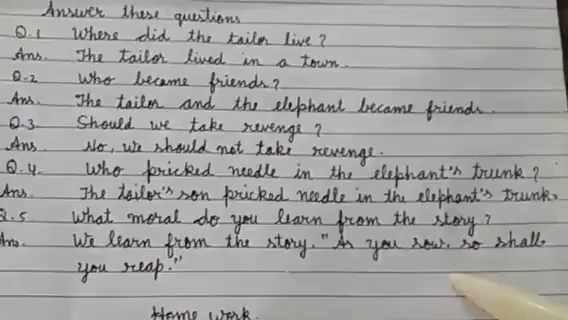 Answer these questions
Q.1 Where did the tailor live?
Ans. The tailor lived in a town.
Q.2 Who became friends?
Ans. The tailor and the elephant became friends.
Q.3 Should we take revenge?
Ans. No, we should not take revenge.
Q.4. Who pricked needle in the elephant's trunk?
Ans. The tailor's son pricked needle in the elephant's trunk.
Q.5 What moral do you learn from the story?
Ans. We learn from the story. "As you sow, so shall
you reap."
Home work.